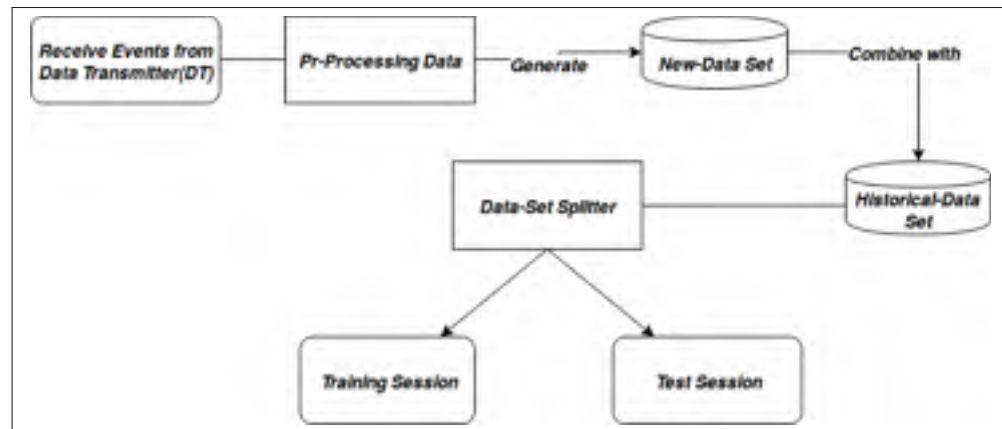 Receive Events from
Data Transmitter(DT)
Pr-Processing Data
Generate
New-Data Set
Combine with
Historical-Data
Set
Data-Set Splitter
Training Session
Test Session